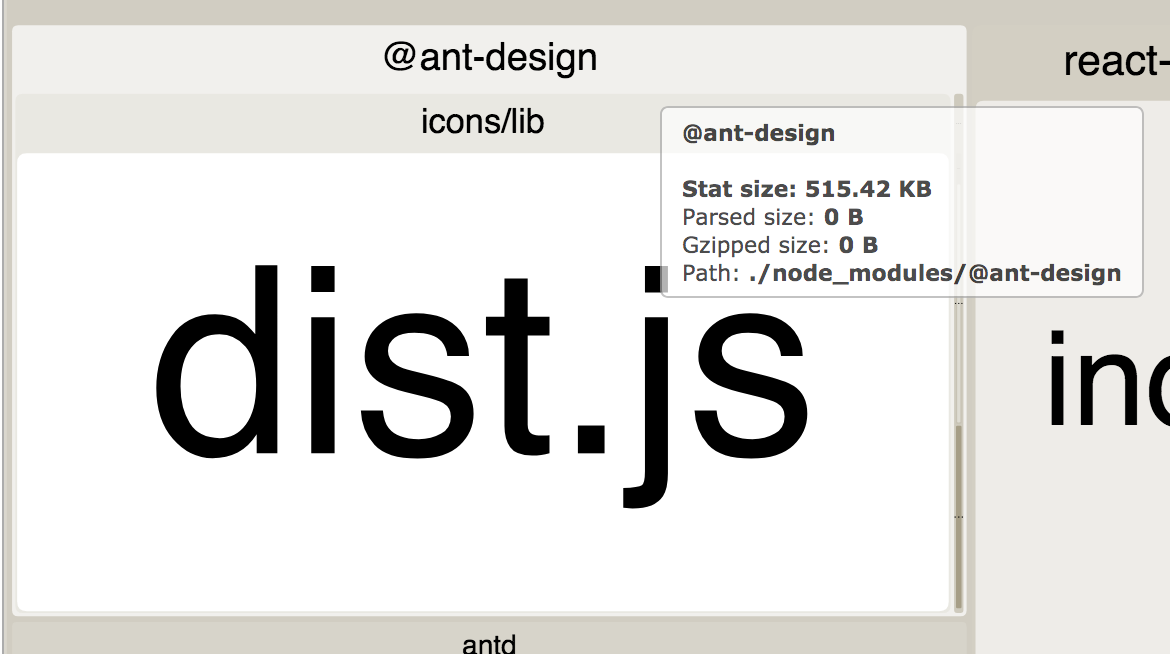 @ant-design
react-
icons/lib
@ant-design
Stat size: 515.42 KB
Parsed size: 0 B
Gzipped size: 0 B
Path: ./node_modules/@ant-design
dist.js
antd